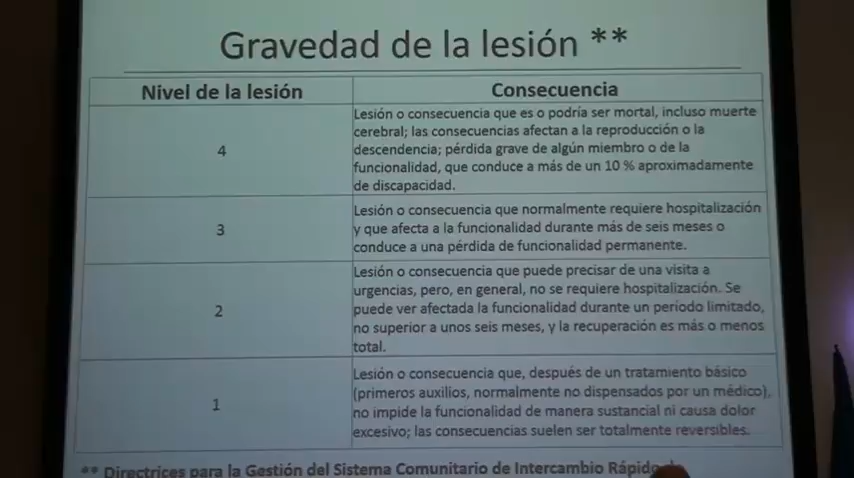 Gravedad de la lesión **
Nivel de la lesión
Consecuencia
4
Lesión o consecuencia que es o podría ser mortal, incluso muerte
cerebral; las consecuencias afectan a la reproducción o la
descendencia; pérdida grave de algún miembro o de la
funcionalidad, que conduce a más de un 10 % aproximadamente
de discapacidad.
3
Lesión o consecuencia que normalmente requiere hospitalización
y que afecta a la funcionalidad durante más de seis meses o
conduce a una pérdida de funcionalidad permanente.
2
Lesión o consecuencia que puede precisar de una visita a
urgencias, pero, en general, no se requiere hospitalización. Se
puede ver afectada la funcionalidad durante un período limitado,
no superior a unos seis meses, y la recuperación es más o menos
total.
1
Lesión o consecuencia que, después de un tratamiento básico
(primeros auxilios, normalmente no dispensados por un médico),
no impide la funcionalidad de manera sustancial ni causa dolor
excesivo; las consecuencias suelen ser totalmente reversibles.
** Directrices para la Gestión del Sistema Comunitario de Intercambio Rápido